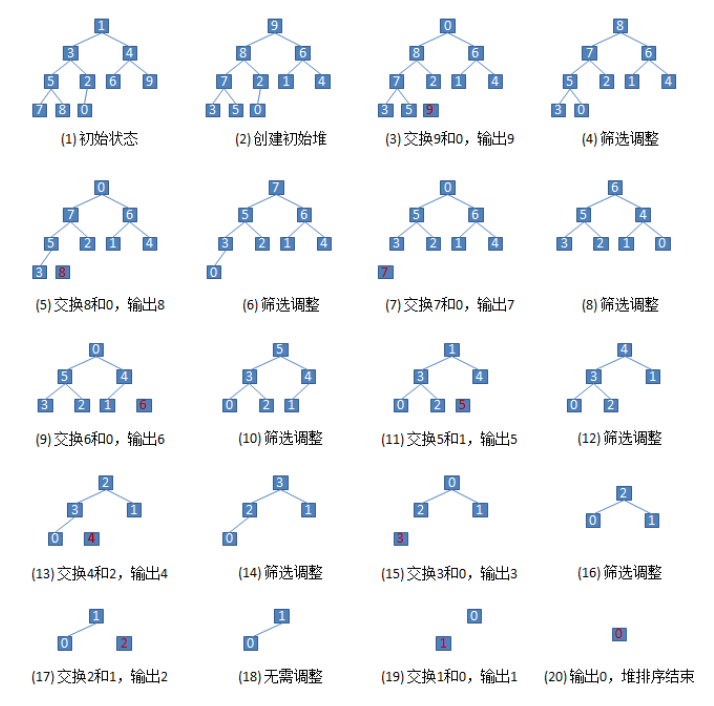 1 9 0 8
3 4 8 6 8 6 7 6
5 2 6 9 7 2 1 4 7 2 1 4 5 2 1 4
7 8 0 3 5 0 3 5 9 3 0
(1) 初始状态 (2) 创建初始堆 (3) 交换9和0，输出9 (4) 筛选调整
0 7 0 6
7 6 5 6 5 6 5 4
5 2 1 4 3 2 1 4 3 2 1 4 3 2 1 0
3 8 0 7
(5) 交换8和0，输出8 (6) 筛选调整 (7) 交换7和0，输出7 (8) 筛选调整
0 5 1 4
5 4 3 4 3 4 3 1
3 2 1 6 0 2 1 0 2 5 0 2
(9) 交换6和0，输出6 (10) 筛选调整 (11) 交换5和1，输出5 (12) 筛选调整
2 3 0 2
3 1 2 1 2 1 0 1
0 4 0 3
(13) 交换4和2，输出4 (14) 筛选调整 (15) 交换3和0，输出3 (16) 筛选调整
1 1 0 0
0 2 0 1
(17) 交换2和1，输出2 (18) 无需调整 (19) 交换1和0，输出1 (20) 输出0，堆排序结束